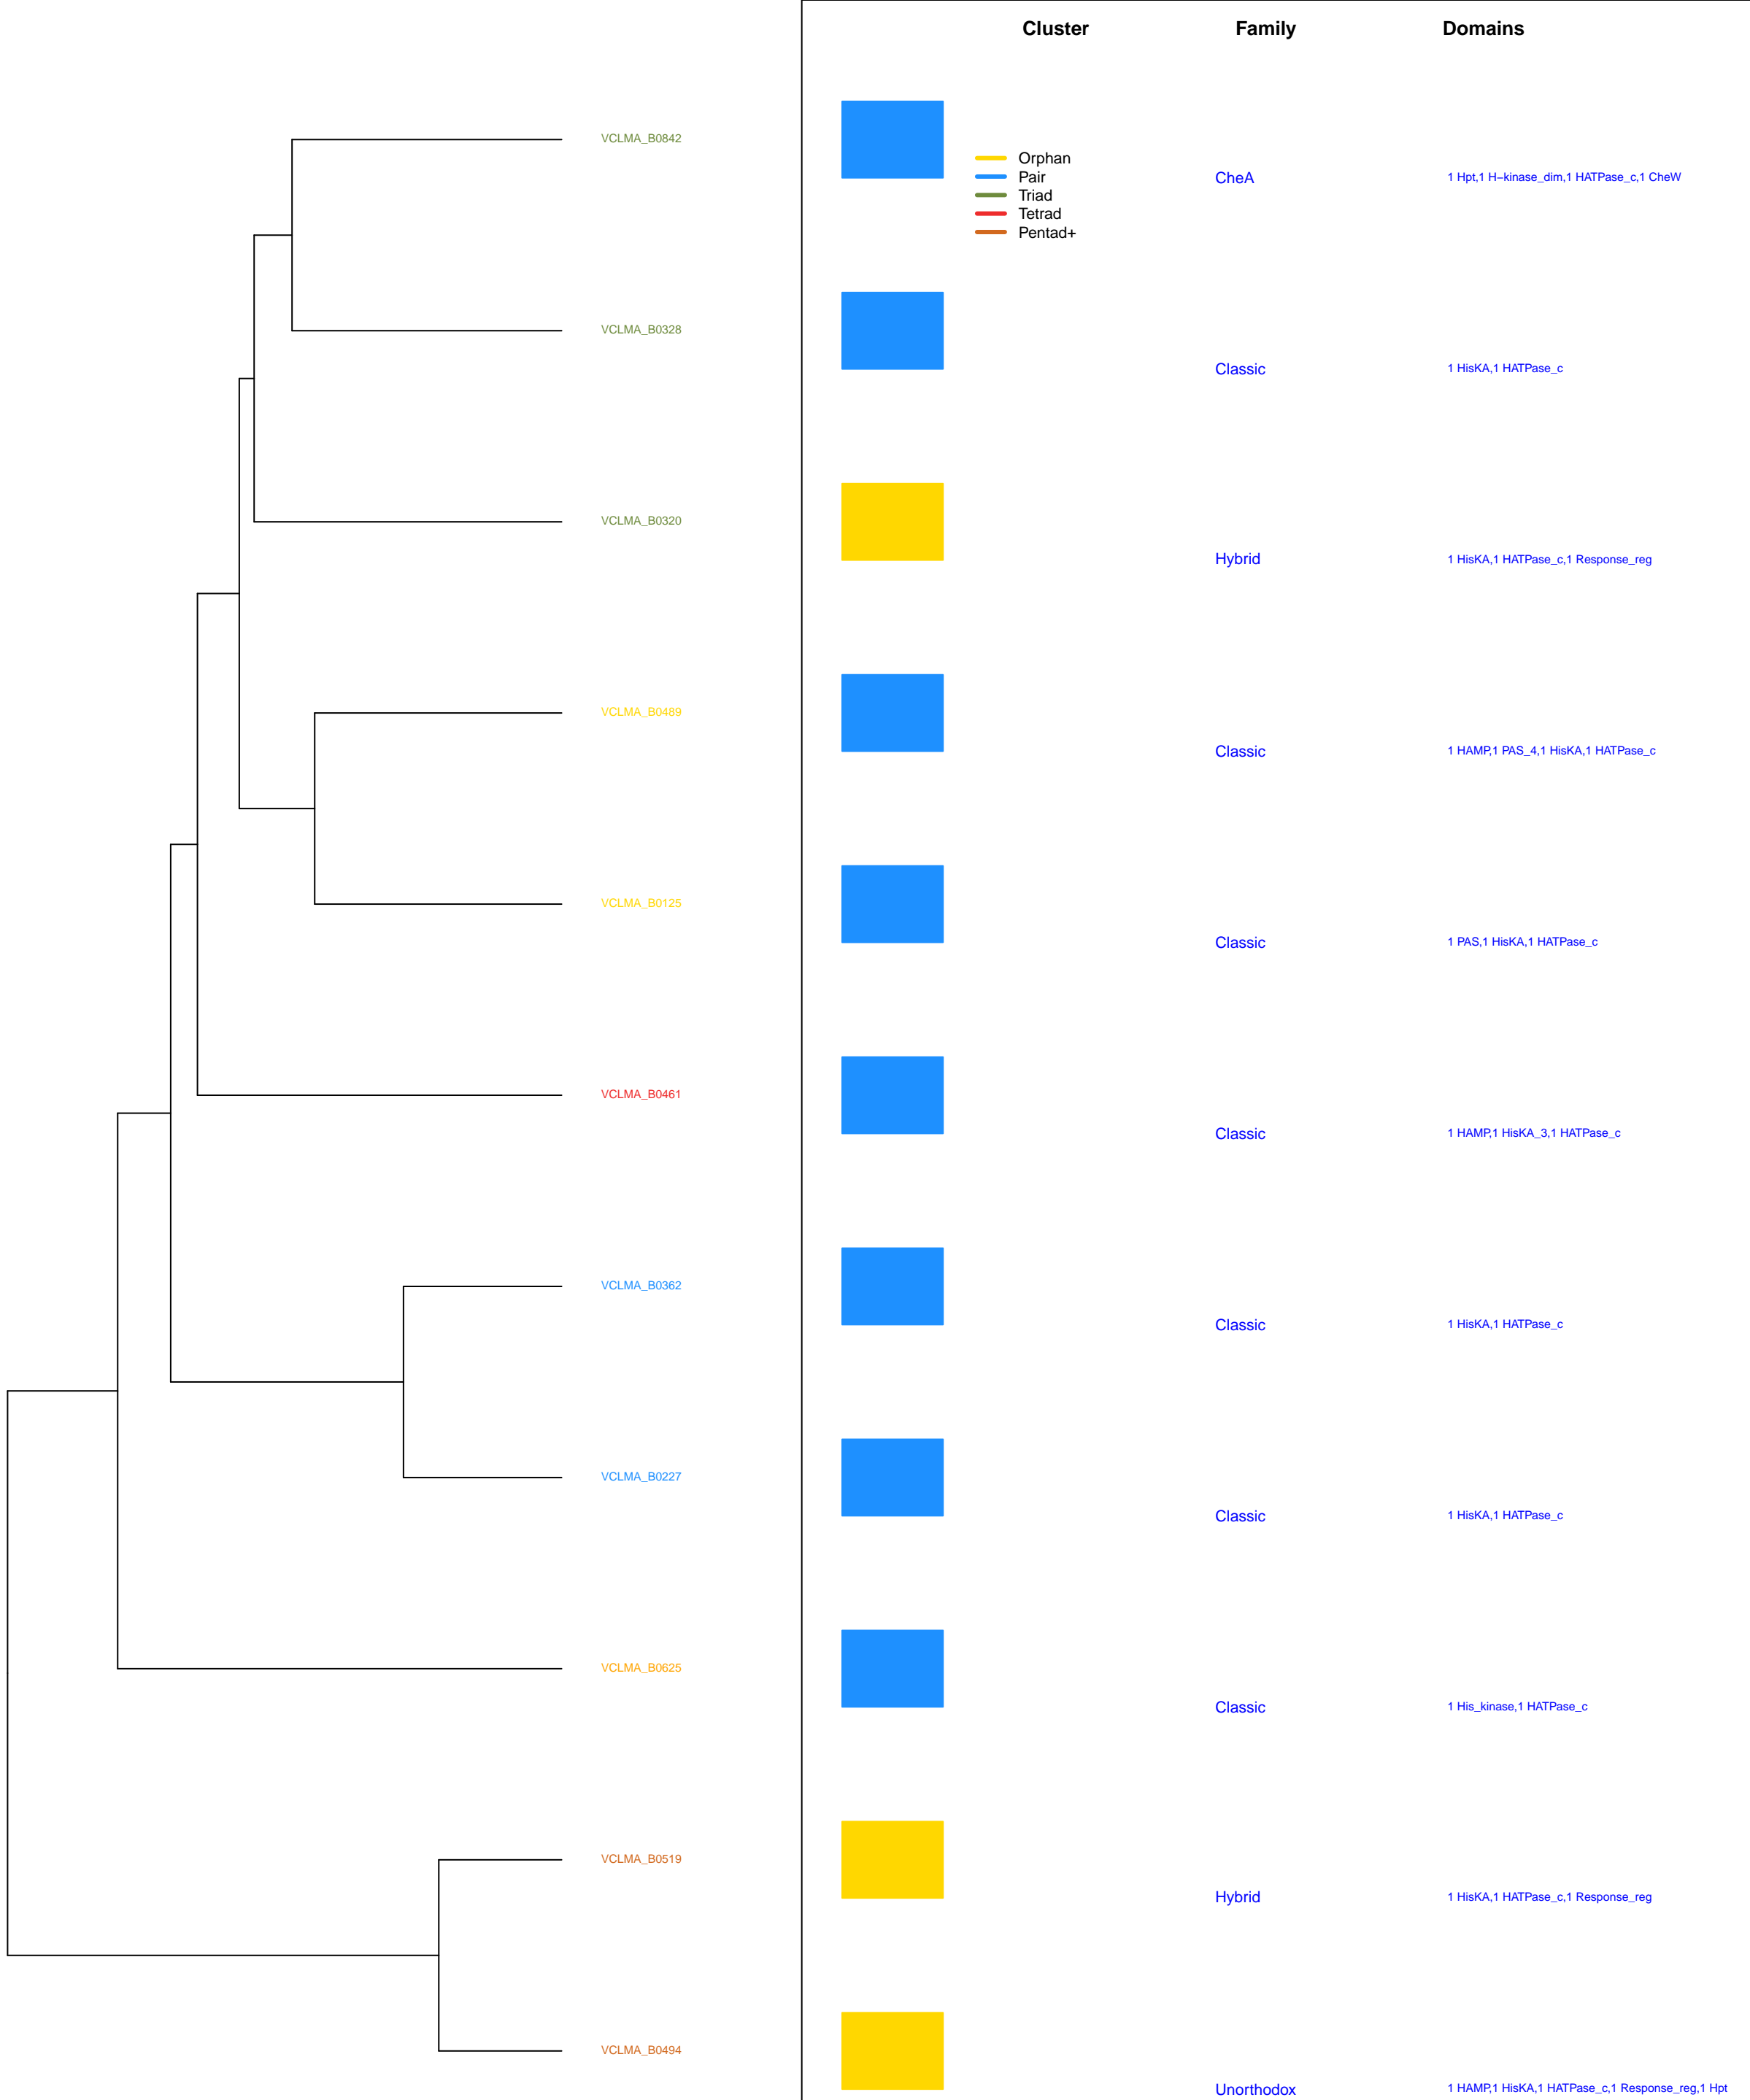 Cluster Family Domains
VCLMA_B0842
Orphan
Pair
Triad
Tetrad
Pentad+
CheA 1 Hpt,1 H−kinase_dim,1 HATPase_c,1 CheW
VCLMA_B0328
Classic 1 HisKA,1 HATPase_c
VCLMA_B0320
Hybrid 1 HisKA,1 HATPase_c,1 Response_reg
VCLMA_B0489
Classic 1 HAMP,1 PAS_4,1 HisKA,1 HATPase_c
VCLMA_B0125
Classic 1 PAS,1 HisKA,1 HATPase_c
VCLMA_B0461
Classic 1 HAMP,1 HisKA_3,1 HATPase_c
VCLMA_B0362
Classic 1 HisKA,1 HATPase_c
VCLMA_B0227
Classic 1 HisKA,1 HATPase_c
VCLMA_B0625
Classic 1 His_kinase,1 HATPase_c
VCLMA_B0519
Hybrid 1 HisKA,1 HATPase_c,1 Response_reg
VCLMA_B0494
Unorthodox 1 HAMP,1 HisKA,1 HATPase_c,1 Response_reg,1 Hpt